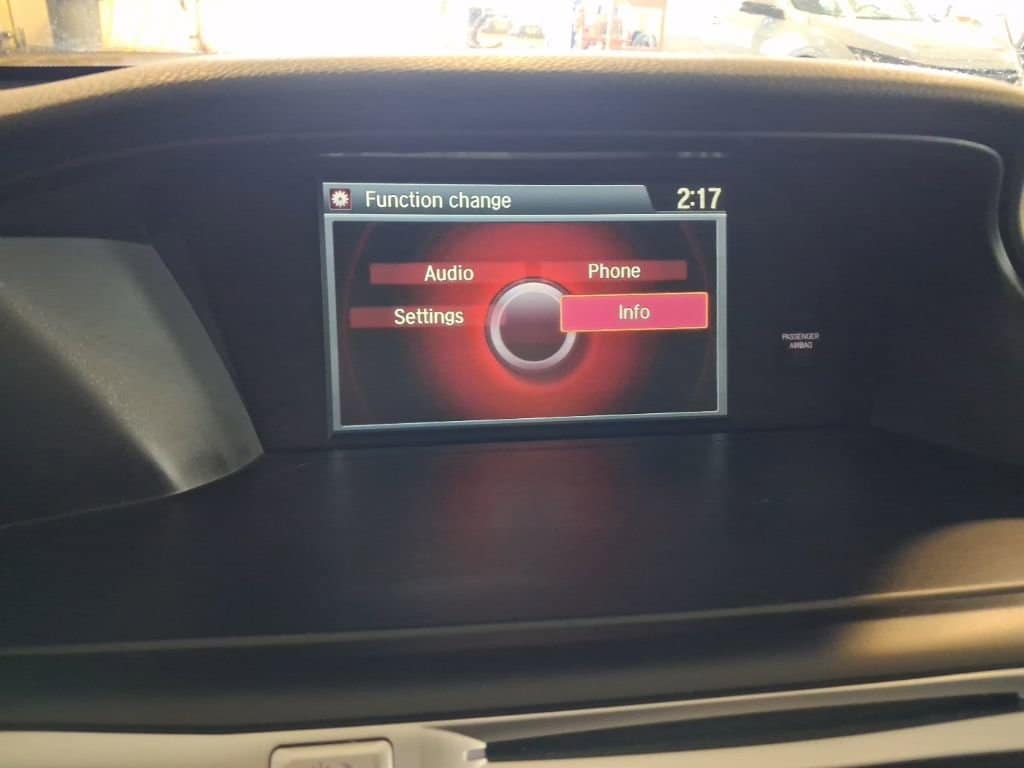 Function change
2:17
Audio
Phone
Settings
Info
PASSENGER
AIRBAG